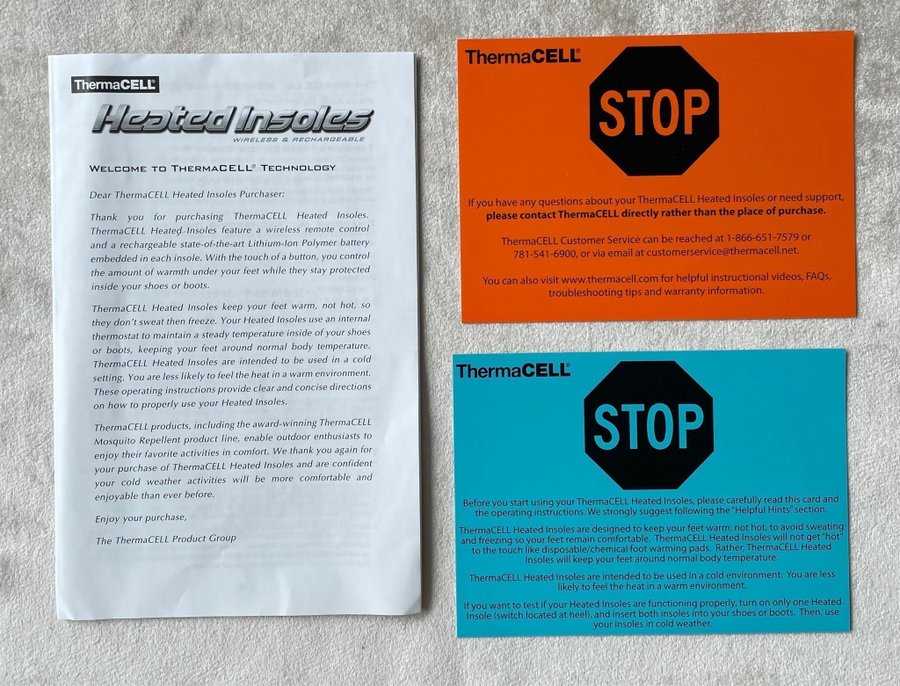 ThermaCELL®
Heated Insoles
WIRELESS & RECHARGEABLE
WELCOME TO THERMACELL® TECHNOLOGY
Dear ThermaCELL Heated Insoles Purchaser:
Thank you for purchasing ThermaCELL Heated Insoles.
ThermaCELL Heated Insoles feature a wireless remote control
and a rechargeable state-of-the-art Lithium-Ion Polymer battery
embedded in each insole. With the touch of a button, you control
the amount of warmth under your feet while they stay protected
inside your shoes or boots.
ThermaCELL Heated Insoles keep your feet warm, not hot, so
they don't sweat then freeze. Your Heated Insoles use an internal
thermostat to maintain a steady temperature inside of your shoes
or boots, keeping your feet around normal body temperature.
ThermaCELL Heated Insoles are intended to be used in a cold
setting. You are less likely to feel the heat in a warm environment.
These operating instructions provide clear and concise directions
on how to properly use your Heated Insoles.
ThermaCELL products, including the award-winning ThermaCELL
Mosquito Repellent product line, enable outdoor enthusiasts to
enjoy their favorite activities in comfort. We thank you again for
your purchase of ThermaCELL Heated Insoles and are confident
your cold weather activities will be more comfortable and
enjoyable than ever before.
Enjoy your purchase,
The ThermaCELL Product Group
ThermaCELL®
STOP
If you have any questions about your ThermaCELL Heated Insoles or need support,
please contact ThermaCELL directly rather than the place of purchase.
ThermaCELL Customer Service can be reached at 1-866-651-7579 or
781-541-6900, or via email at customerservice@thermacell.net.
You can also visit www.thermacell.com for helpful instructional videos, FAQs,
troubleshooting tips and warranty information.
ThermaCELL®
STOP
Before you start using your ThermaCELL Heated Insoles, please carefully read this card and
the operating instructions. We strongly suggest following the "Helpful Hints" section.
ThermaCELL Heated Insoles are designed to keep your feet warm, not hot, to avoid sweating
and freezing so your feet remain comfortable. ThermaCELL Heated Insoles will not get "hot"
to the touch like disposable/chemical foot warming pads. Rather, ThermaCELL Heated
Insoles will keep your feet around normal body temperature.
ThermaCELL Heated Insoles are intended to be used in a cold environment. You are less
likely to feel the heat in a warm environment.
If you want to test if your Heated Insoles are functioning properly, turn on only one Heated
Insole (switch located at heel), and insert both insoles into your shoes or boots. Then, use
your insoles in cold weather.